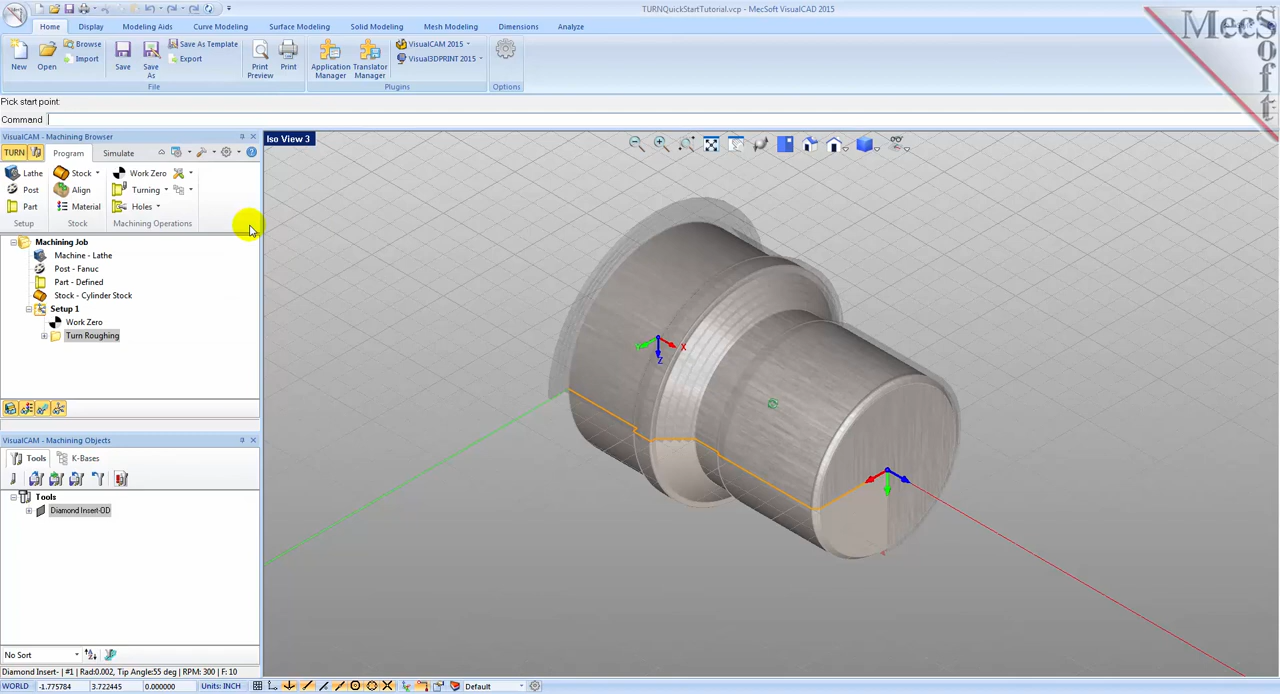 TURNQuickStartTutorial.vcp - MecSoft VisualCAD 2015
Home Display Modeling Aids Curve Modeling Surface Modeling Solid Modeling Mesh Modeling Dimensions Analyze
New Open Browse Import Save Save As Save As Template Export Print Preview Print Application Manager Translator Manager VisualCAM 2015 Visual3DPRINT 2015
File Plugins Options
MecSoft
Pick start point:
Command
VisualCAM - Machining Browser
TURN Program Simulate
Lathe Stock Work Zero
Post Align Turning
Part Material Holes
Setup Stock Machining Operations
Machining Job
Machine - Lathe
Post - Fanuc
Part - Defined
Stock - Cylinder Stock
Setup 1
Work Zero
Turn Roughing
VisualCAM - Machining Objects
Tools K-Bases
Tools
Diamond Insert-OD
No Sort
Diamond Insert- | #1 | Rad:0.002, Tip Angle:55 deg | RPM: 300 | F: 10
WORLD -1.775784 3.722445 0.000000 Units: INCH Default
Iso View 3
X
Z